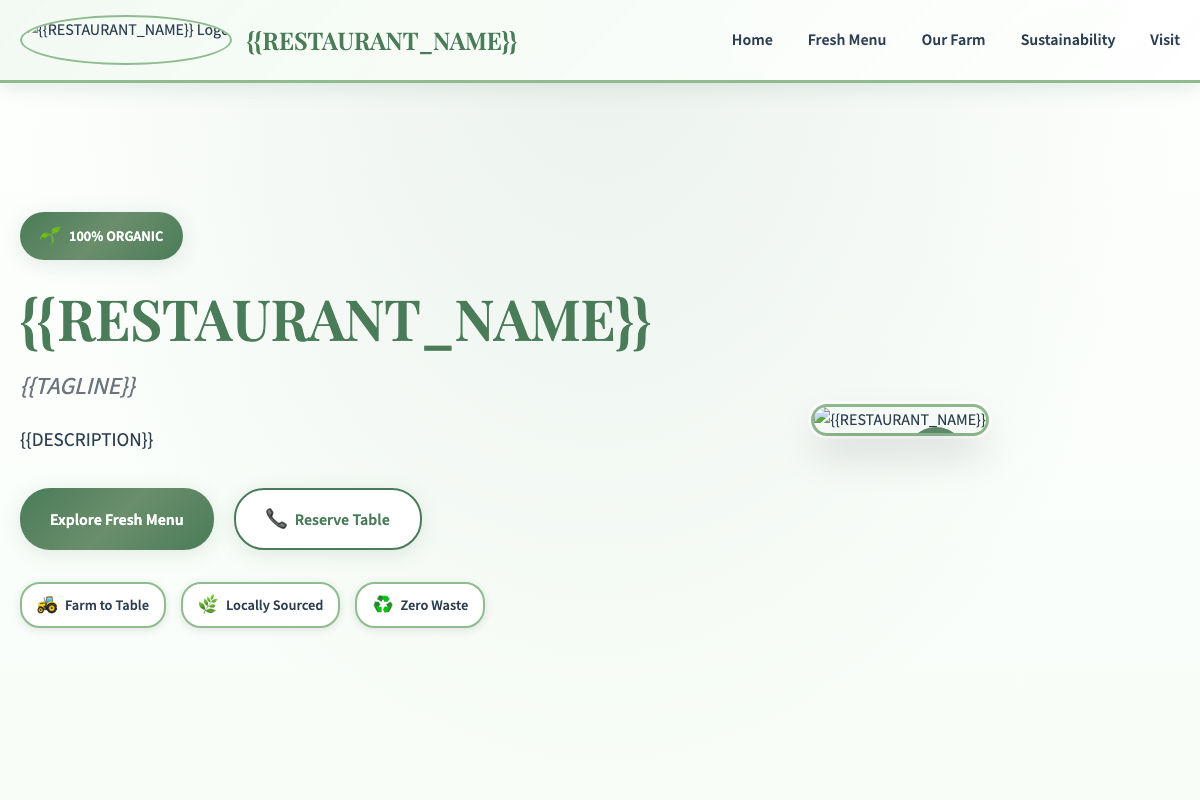 {{RESTAURANT_NAME}} Logo
{{RESTAURANT_NAME}}
Home
Fresh Menu
Our Farm
Sustainability
Visit
100% ORGANIC
{{RESTAURANT_NAME}}
{{TAGLINE}}
{{DESCRIPTION}}
{{RESTAURANT_NAME}}
Explore Fresh Menu
Reserve Table
Farm to Table
Locally Sourced
Zero Waste